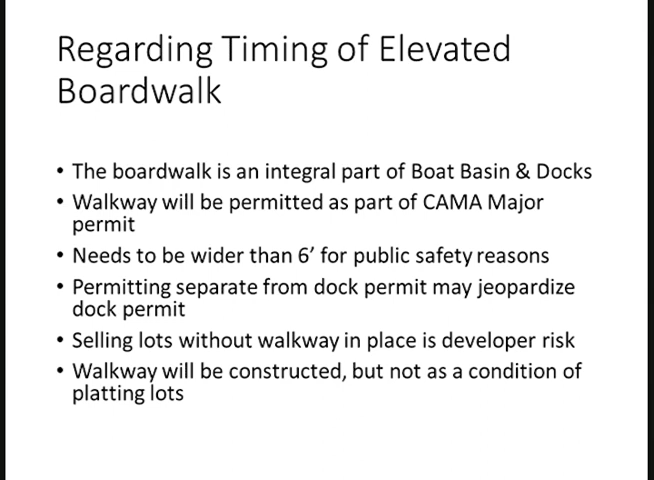 Regarding Timing of Elevated
Boardwalk
• The boardwalk is an integral part of Boat Basin & Docks
• Walkway will be permitted as part of CAMA Major
permit
• Needs to be wider than 6’ for public safety reasons
• Permitting separate from dock permit may jeopardize
dock permit
• Selling lots without walkway in place is developer risk
• Walkway will be constructed, but not as a condition of
platting lots